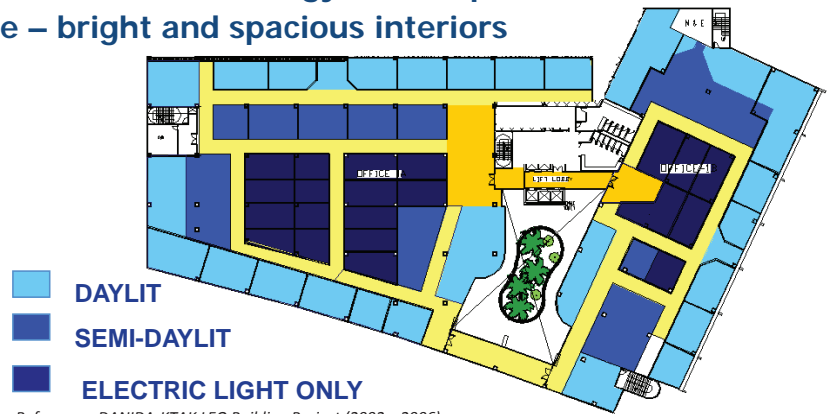 e – bright and spacious interiors
N & E
OFFICE
LIFT LOBBY
OFFICE-1
DAYLIT
SEMI-DAYLIT
ELECTRIC LIGHT ONLY